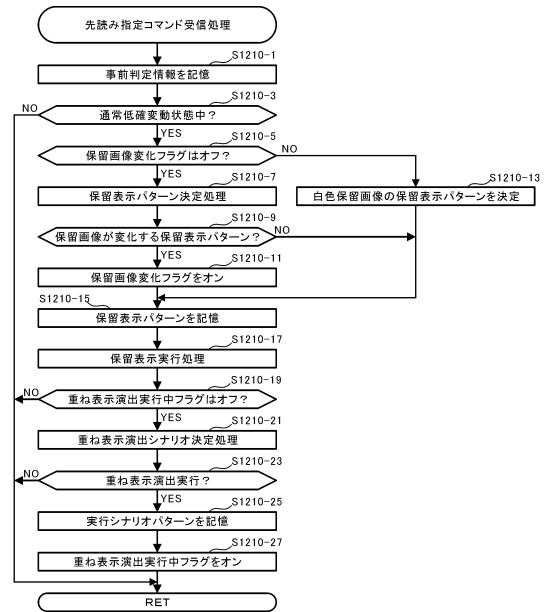 先読み指定コマンド受信処理
S1210-1
事前判定情報を記憶
S1210-3
NO
通常低確変動状態中？
YES
S1210-5
保留画像変化フラグはオフ？
NO
YES
S1210-7
S1210-13
保留表示パターン決定処理
白色保留画像の保留表示パターンを決定
S1210-9
保留画像が変化する保留表示パターン？
NO
YES
S1210-11
保留画像変化フラグをオン
S1210-15
保留表示パターンを記憶
S1210-17
保留表示実行処理
S1210-19
NO
重ね表示演出実行中フラグはオフ？
YES
S1210-21
重ね表示演出シナリオ決定処理
S1210-23
NO
重ね表示演出実行？
YES
S1210-25
実行シナリオパターンを記憶
S1210-27
重ね表示演出実行中フラグをオン
RET